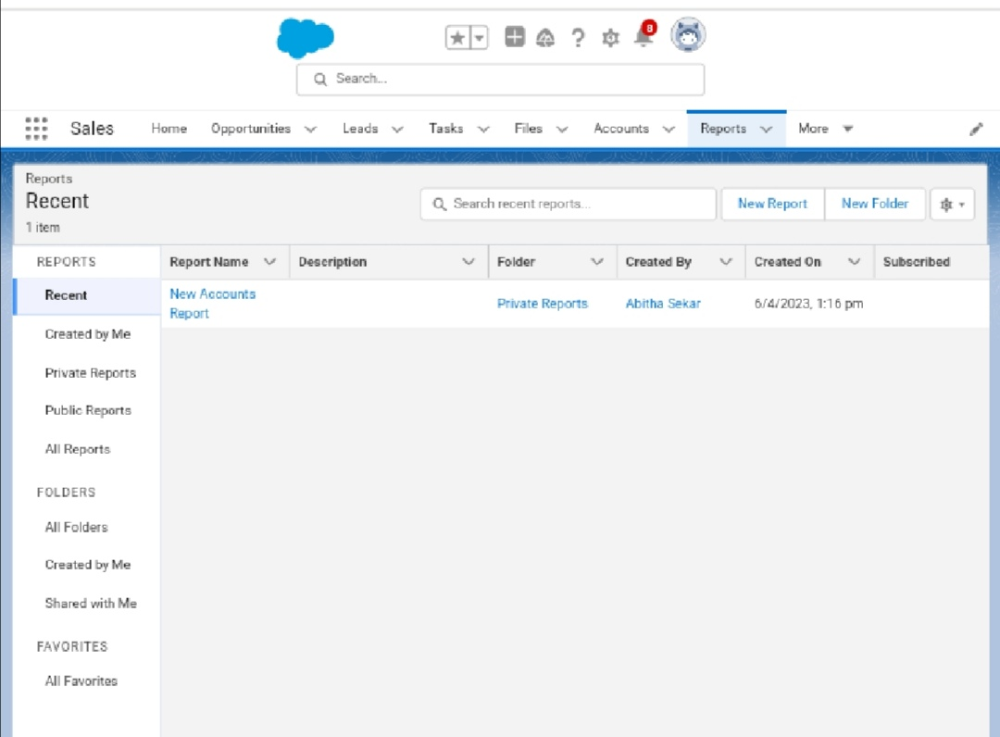 8
Search...
Sales Home Opportunities Leads Tasks Files Accounts Reports More
Reports
Recent
1 item
Search recent reports...
New Report
New Folder
REPORTS
Recent
Created by Me
Private Reports
Public Reports
All Reports
FOLDERS
All Folders
Created by Me
Shared with Me
FAVORITES
All Favorites
Report Name Description Folder Created By Created On Subscribed
New Accounts
Report
Private Reports Abitha Sekar 6/4/2023, 1:16 pm